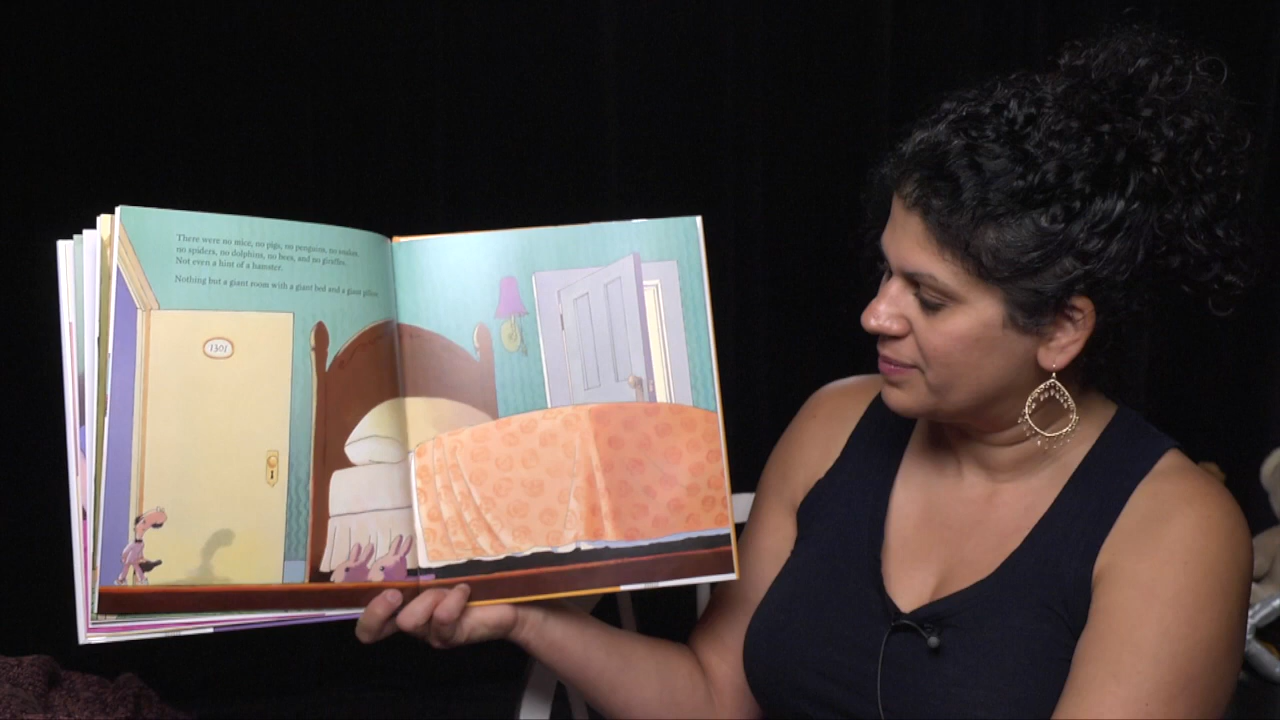 There were no mice, no pigs, no penguins, no snakes,
no spiders, no dolphins, no bees, and no giraffes.
Not even a hint of a hamster.
Nothing but a giant room with a giant bed and a giant pillow.
1301